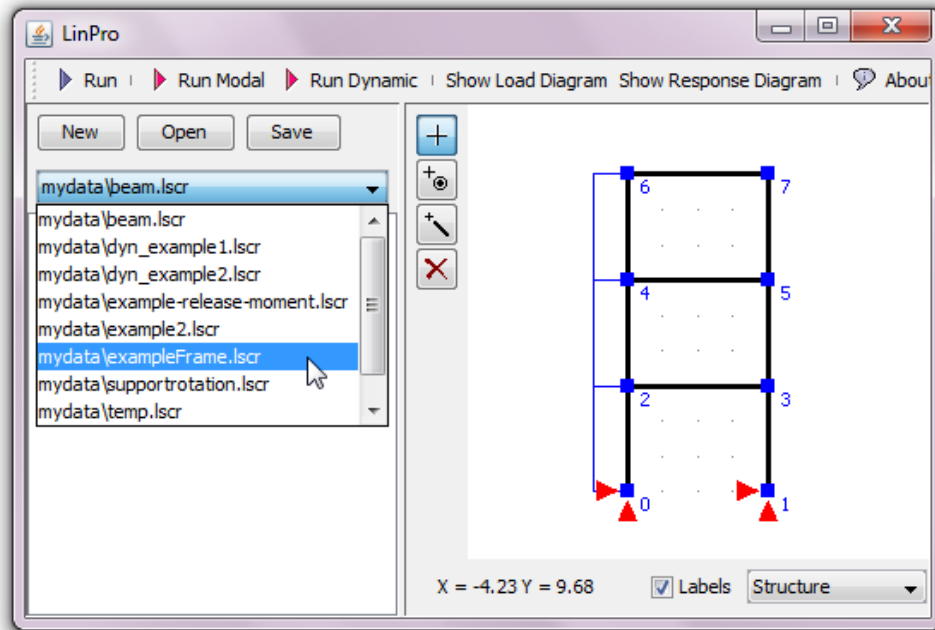 LinPro
Run Run Modal Run Dynamic Show Load Diagram Show Response Diagram Abou
New Open Save
mydata\beam.lscr
mydata\beam.lscr
mydata\dyn_example1.lscr
mydata\dyn_example2.lscr
mydata\example-release-moment.lscr
mydata\example2.lscr
mydata\exampleFrame.lscr
mydata\supportrotation.lscr
mydata\temp.lscr
6 7
4 5
2 3
0 1
X = -4.23 Y = 9.68 Labels Structure